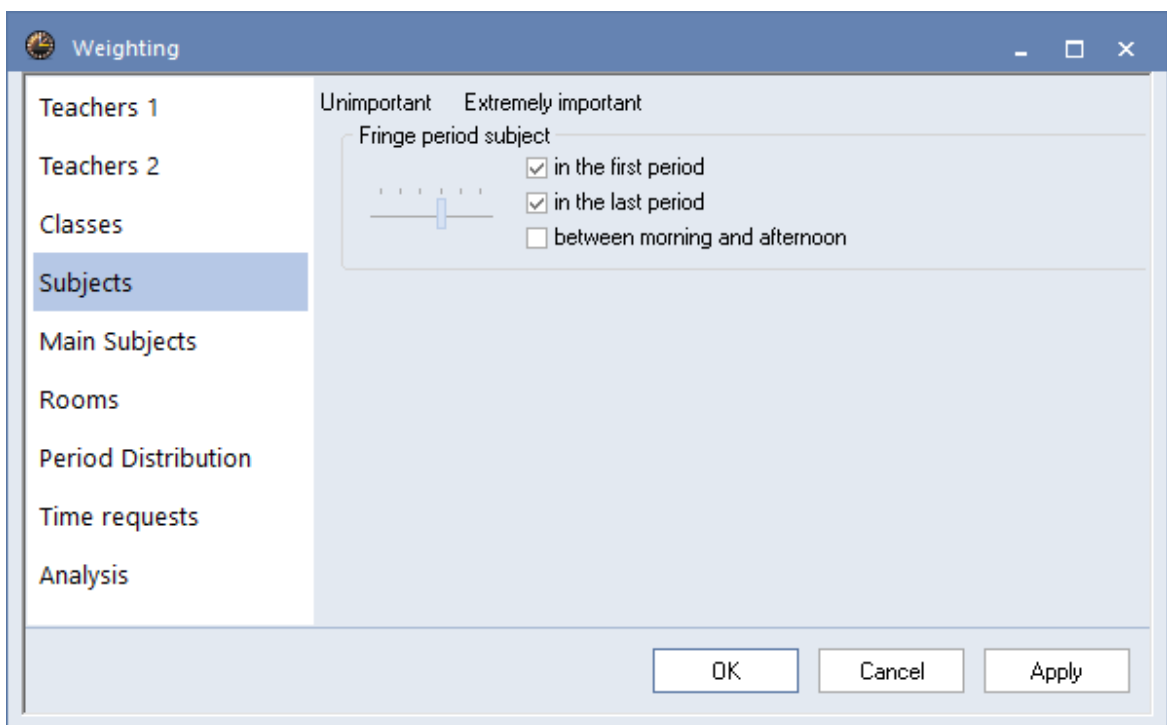 Weighting
Teachers 1
Teachers 2
Classes
Subjects
Main Subjects
Rooms
Period Distribution
Time requests
Analysis
Unimportant Extremely important
Fringe period subject
in the first period
in the last period
between morning and afternoon
OK Cancel Apply